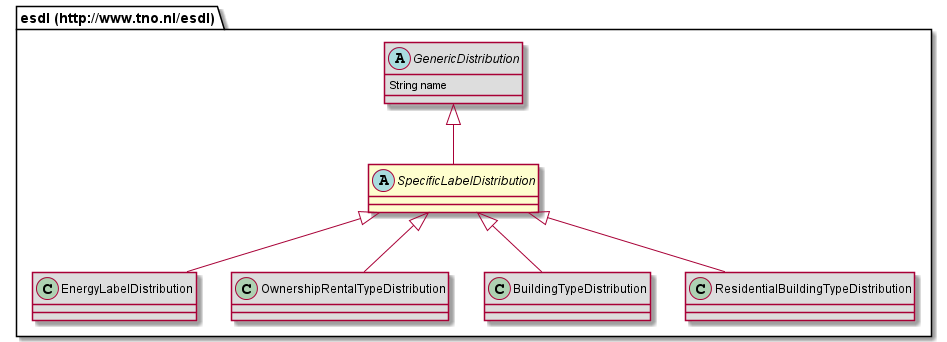 esdl (http://www.tno.nl/esdl)
A GenericDistribution
String name
A SpecificLabelDistribution
C EnergyLabelDistribution
C OwnershipRentalTypeDistribution
C BuildingTypeDistribution
C ResidentialBuildingTypeDistribution